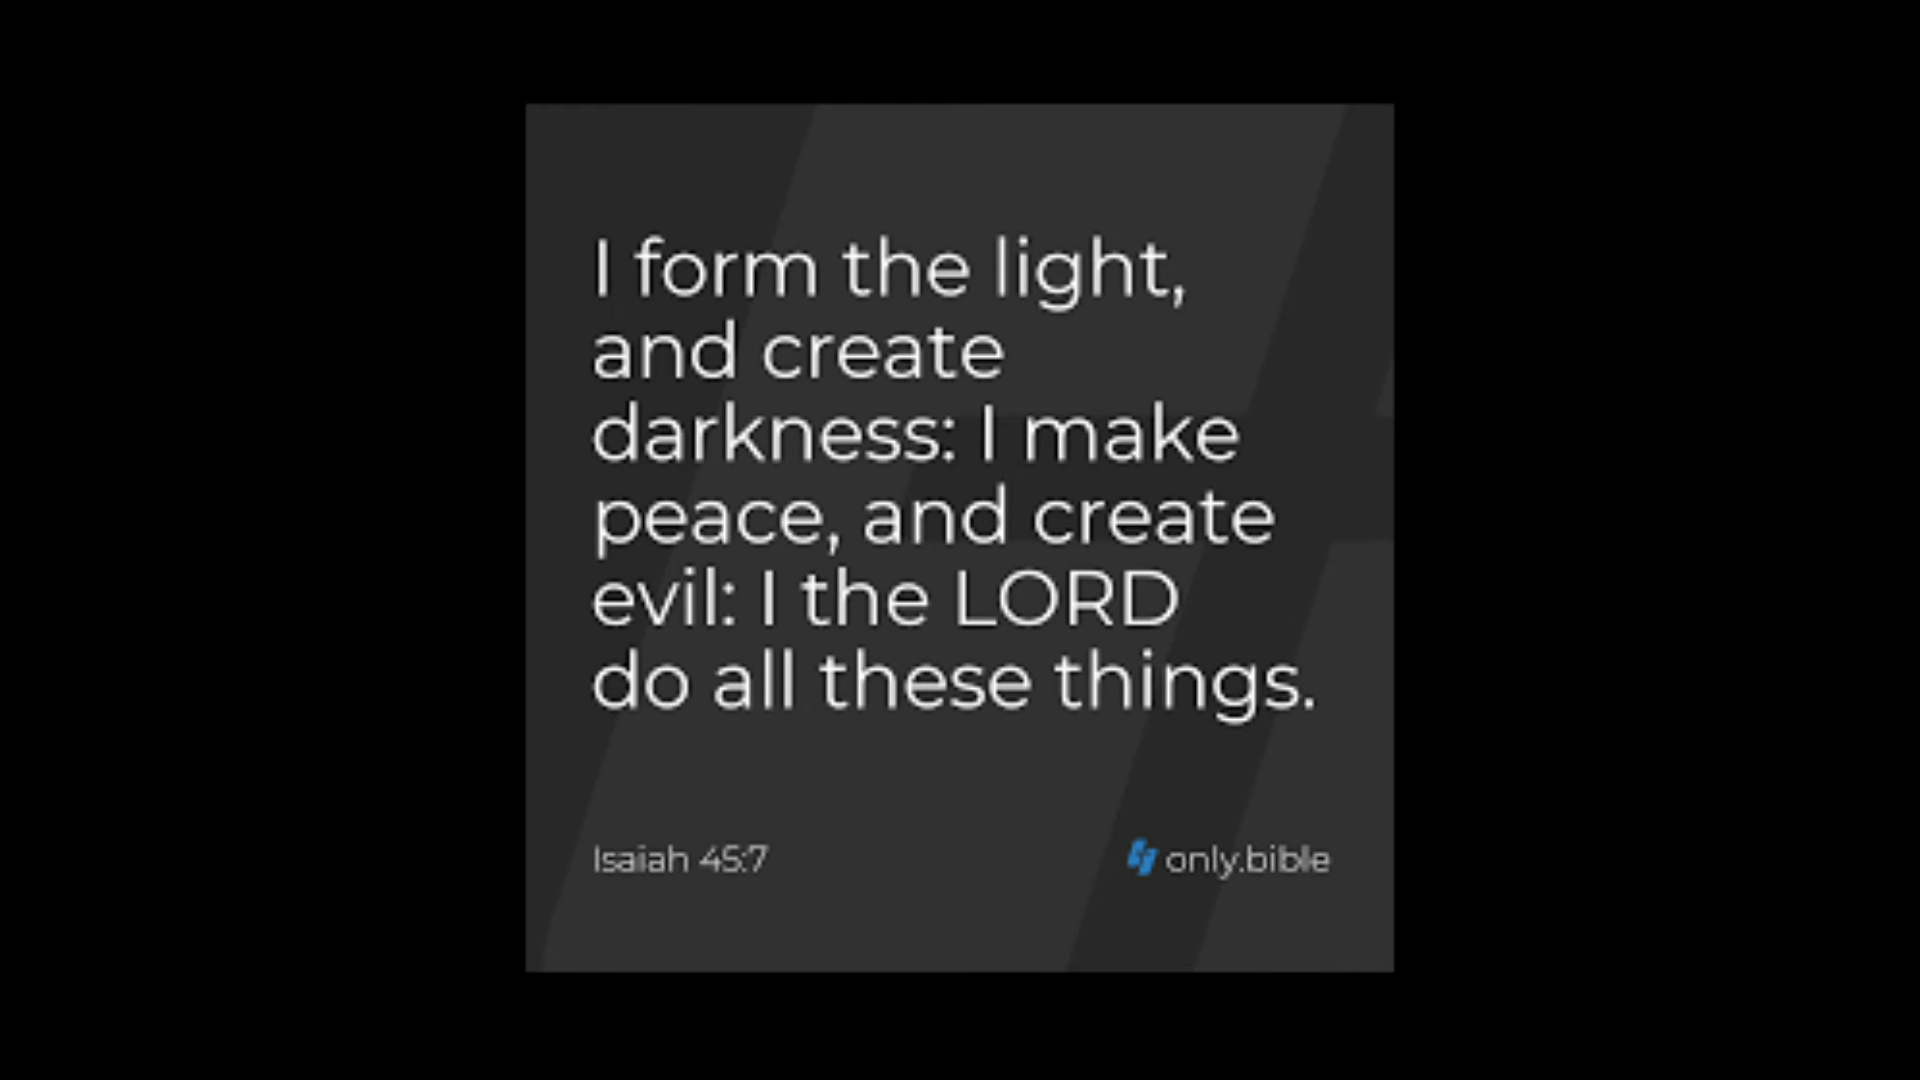 I form the light,
and create
darkness: I make
peace, and create
evil: I the LORD
do all these things.
Isaiah 45:7
only.bible